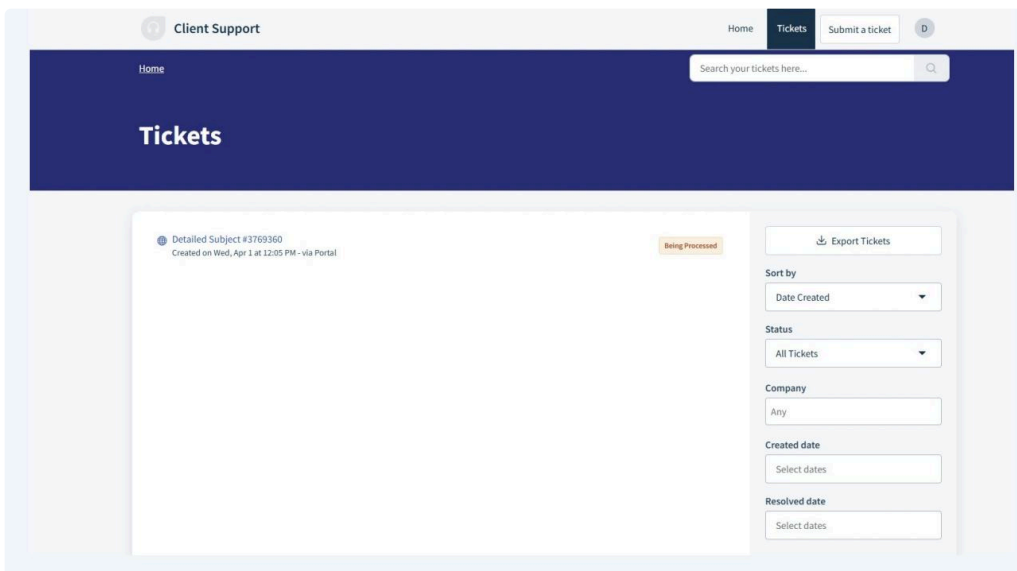 Client Support
Home
Tickets
Submit a ticket
D
Home
Search your tickets here...
Tickets
Detailed Subject #3769360
Created on Wed, Apr 1 at 12:05 PM - via Portal
Being Processed
Export Tickets
Sort by
Date Created
Status
All Tickets
Company
Any
Created date
Select dates
Resolved date
Select dates